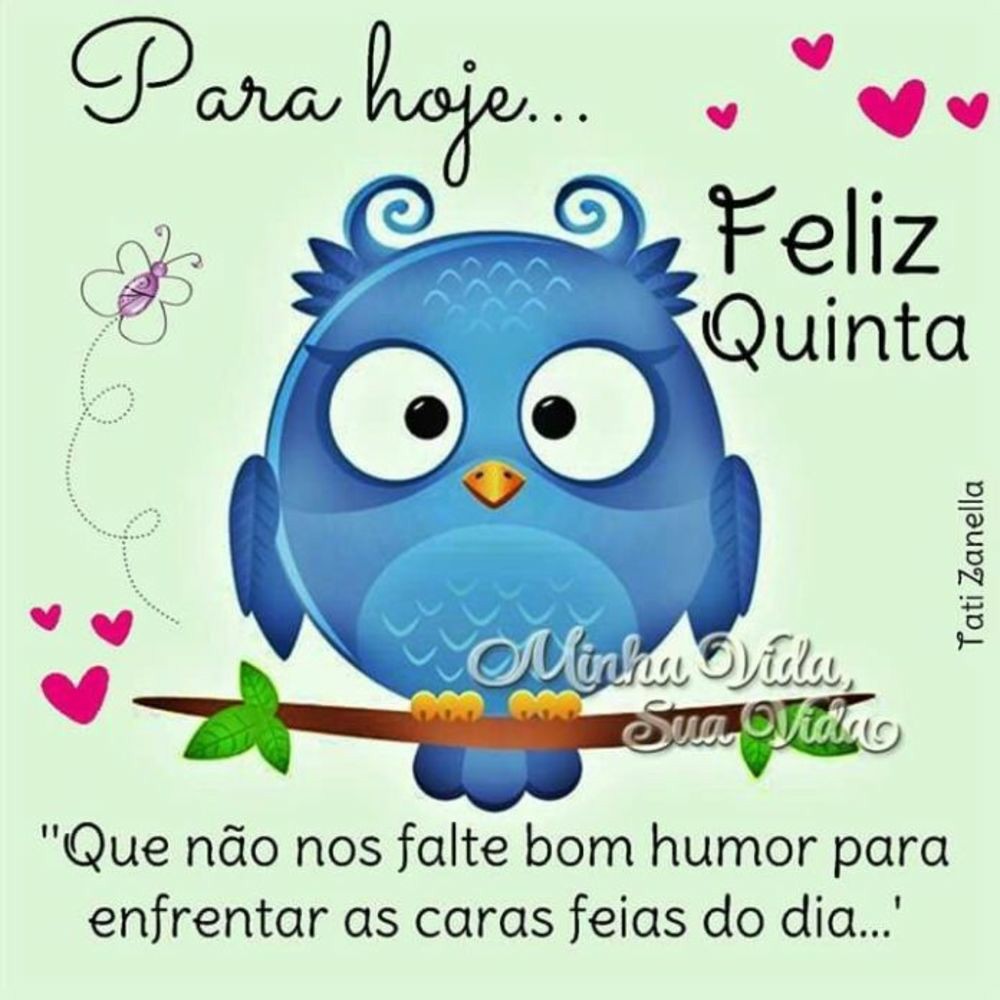 Para hoje...
Feliz
Quinta
Tati Zanella
Minha Vida,
Sua Vida
"Que não nos falte bom humor para
enfrentar as caras feias do dia...'